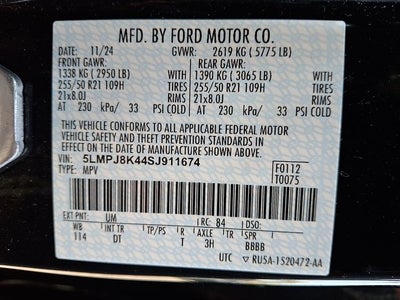 MFD. BY FORD MOTOR CO.
DATE: 11/24 GVWR: 2619 KG ( 5775 LB)
FRONT GAWR: REAR GAWR:
1338 KG ( 2950 LB) 1390 KG ( 3065 LB)
255/50 R21 109H TIRES 255/50 R21 109H TIRES
21x8.0J RIMS 21x8.0J RIMS
AT 230 kPa/ 33 PSI COLD AT 230 kPa/ 33 PSI COLD
THIS VEHICLE CONFORMS TO ALL APPLICABLE FEDERAL MOTOR
VEHICLE SAFETY AND THEFT PREVENTION STANDARDS IN
EFFECT ON THE DATE OF MANUFACTURE SHOWN ABOVE.
VIN: 5LMPJ8K44SJ911674 F0112
TYPE: MPV T0075
EXT PNT: UM RC: 84 DSO:
WB INT TR TP/PS R AXLE TR SPR
114 DT T 3H BBBB
UTC RU5A-1520472-AA